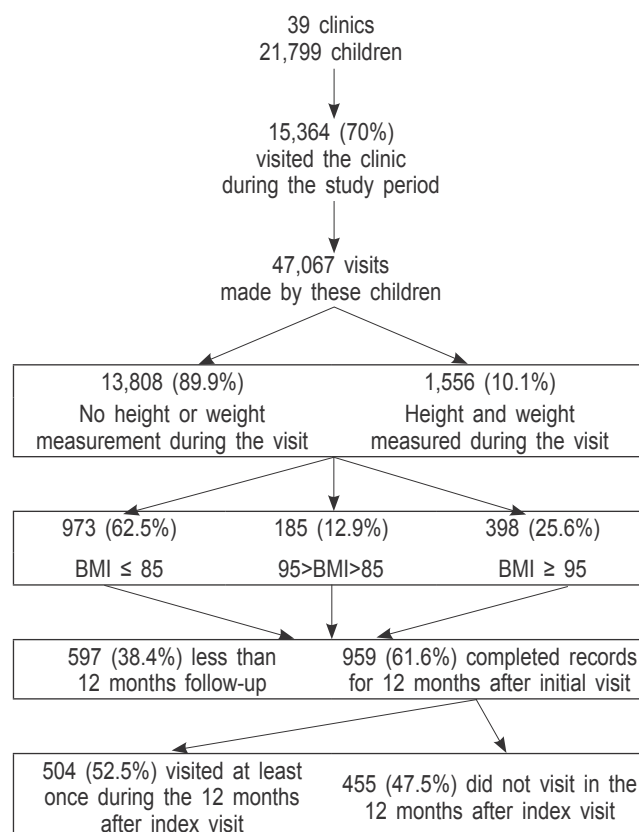 39 clinics
21,799 children
15,364 (70%)
visited the clinic
during the study period
47,067 visits
made by these children
13,808 (89.9%)
No height or weight
measurement during the visit
1,556 (10.1%)
Height and weight
measured during the visit
973 (62.5%)
BMI ≤ 85
185 (12.9%)
95>BMI>85
398 (25.6%)
BMI ≥ 95
597 (38.4%) less than
12 months follow-up
959 (61.6%) completed records
for 12 months after initial visit
504 (52.5%) visited at least
once during the 12 months
after index visit
455 (47.5%) did not visit in the
12 months after index visit